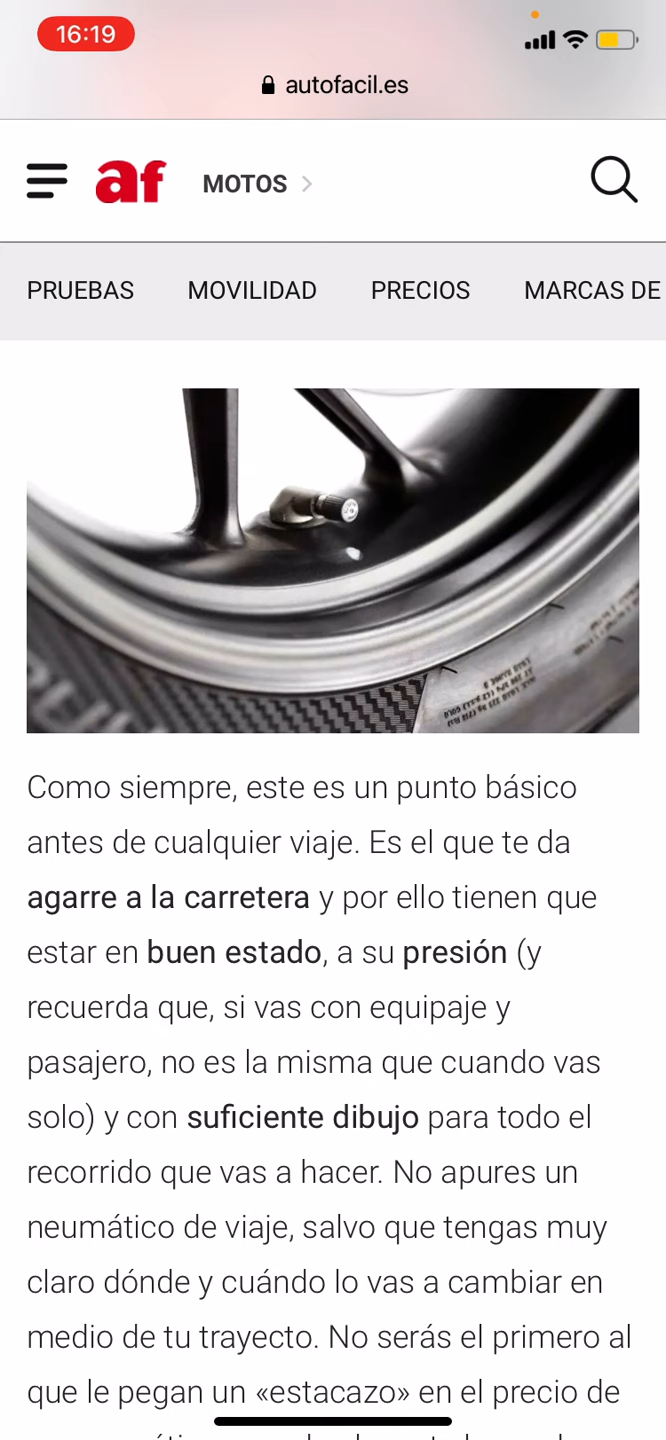 16:19
autofacil.es
af MOTOS
PRUEBAS MOVILIDAD PRECIOS MARCAS DE
Como siempre, este es un punto básico
antes de cualquier viaje. Es el que te da
agarre a la carretera y por ello tienen que
estar en buen estado, a su presión (y
recuerda que, si vas con equipaje y
pasajero, no es la misma que cuando vas
solo) y con suficiente dibujo para todo el
recorrido que vas a hacer. No apures un
neumático de viaje, salvo que tengas muy
claro dónde y cuándo lo vas a cambiar en
medio de tu trayecto. No serás el primero al
que le pegan un «estacazo» en el precio de